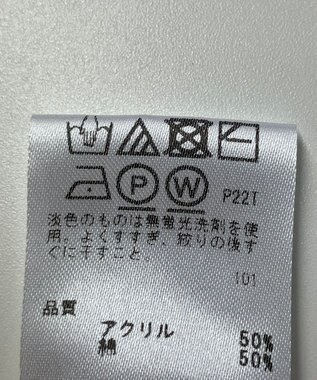 P W P22T
淡色のものは無蛍光洗剤を使
用。よくすすぎ、絞りの後す
ぐに干すこと。
101
品質
アクリル 50%
綿 50%